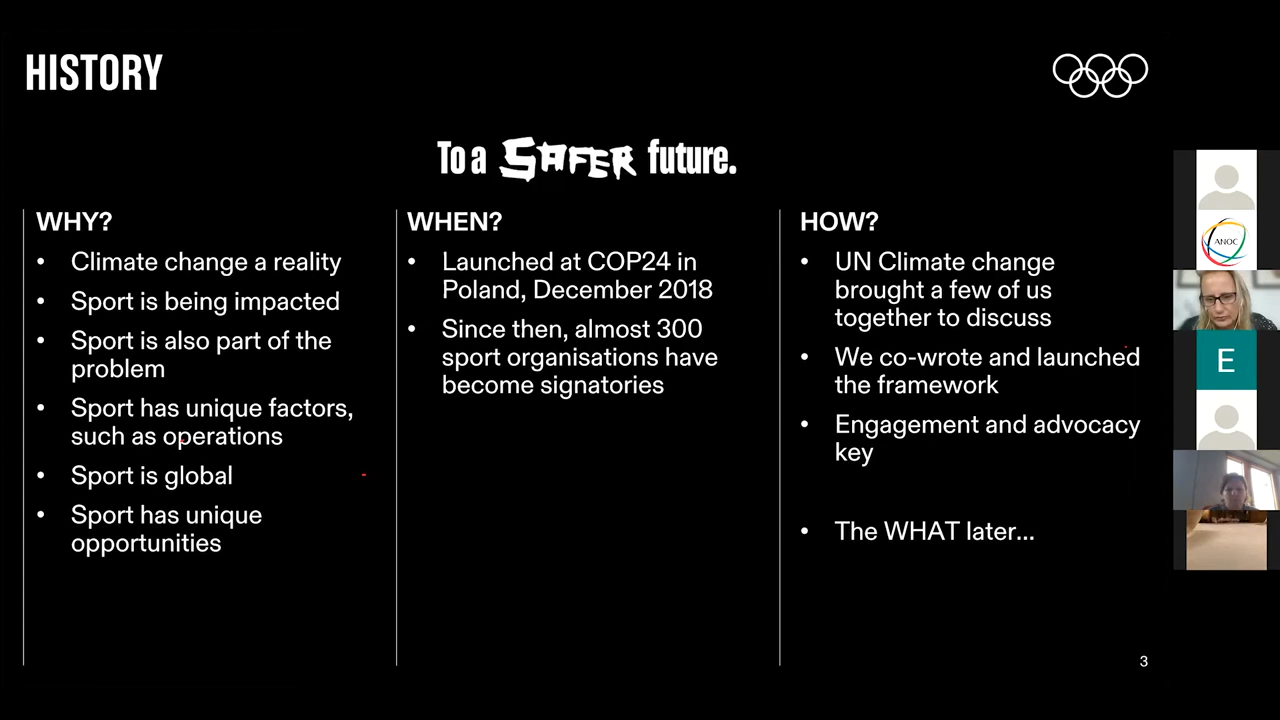 HISTORY
To a SAFER future.
WHY?
• Climate change a reality
• Sport is being impacted
• Sport is also part of the
problem
• Sport has unique factors,
such as operations
• Sport is global
• Sport has unique
opportunities
WHEN?
• Launched at COP24 in
Poland, December 2018
• Since then, almost 300
sport organisations have
become signatories
HOW?
• UN Climate change
brought a few of us
together to discuss
• We co-wrote and launched
the framework
• Engagement and advocacy
key
• The WHAT later...
3
ANOC
E